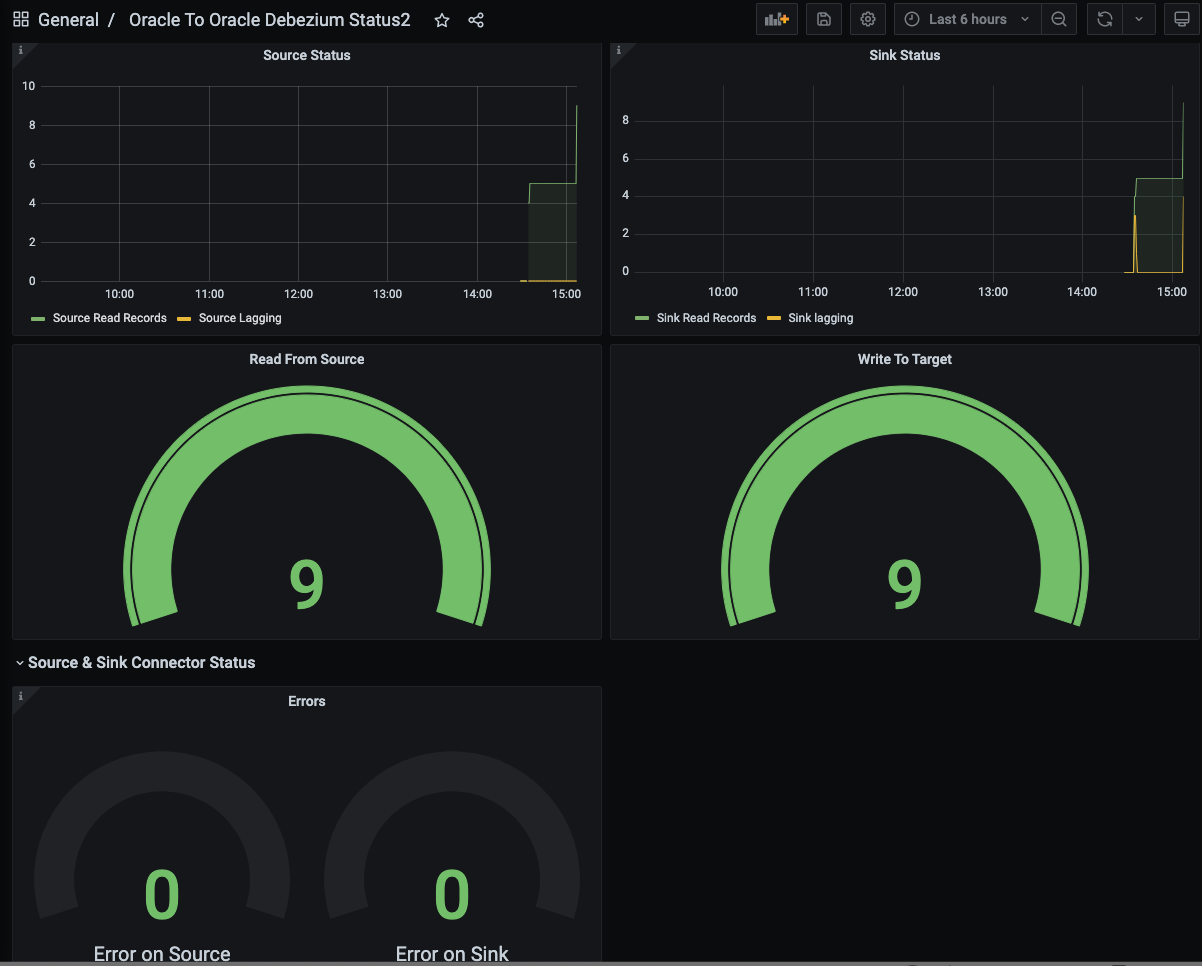 General / Oracle To Oracle Debezium Status2
Last 6 hours
i
Source Status
10
8
6
4
2
0
10:00 11:00 12:00 13:00 14:00 15:00
Source Read Records Source Lagging
i
Sink Status
8
6
4
2
0
10:00 11:00 12:00 13:00 14:00 15:00
Sink Read Records Sink lagging
Read From Source
9
Write To Target
9
Source & Sink Connector Status
i
Errors
0 0
Error on Source Error on Sink